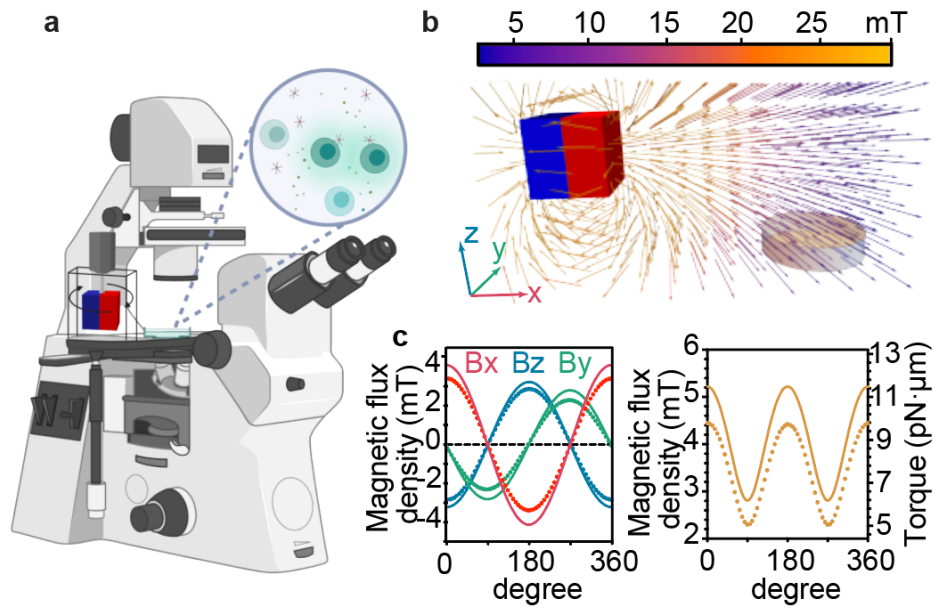 a
b
5 10 15 20 25 mT
z
y
x
c
Bx Bz By
Magnetic flux
density (mT)
4
2
0
-2
-4
0 180 360
degree
Magnetic flux
density (mT)
6
5
4
3
2
13
11
9
8
7
5
Torque (pN·μm)
0 180 360
degree